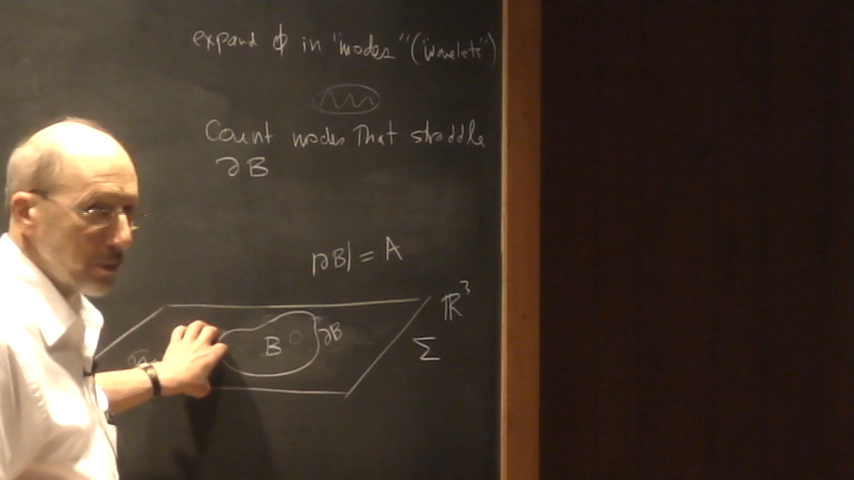 expand ϕ in "modes" ("wavelets")
Count modes that straddle
∂B
|∂B| = A
ℝ³
B ∂B
Σ